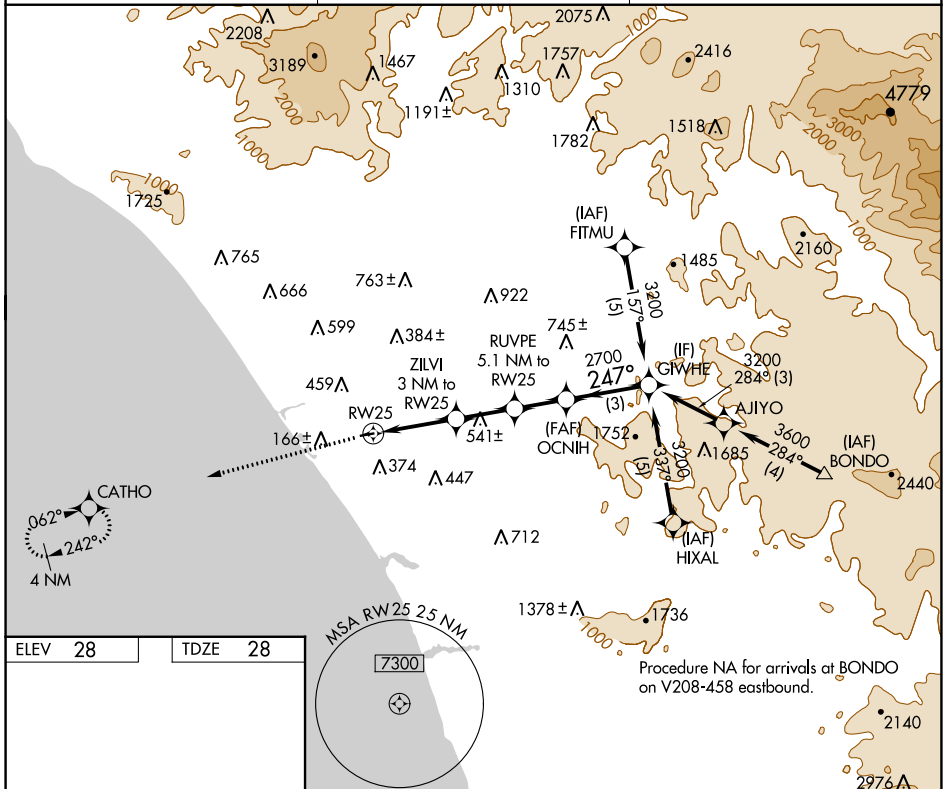 2208
3189
1467
2000
1000
1191±
1310
1757
2075
1000
2416
1782
1518
4779
3000
2000
1000
1725
1000
765
666
599
763±
384±
922
745±
459
(IAF)
FITMU
1485
2160
3200
157°
(5)
ZILVI
3 NM to
RW25
RUVPE
5.1 NM to
RW25
2700
247°
(3)
(IF)
GIWHE
3200
284° (3)
AJIYO
3600
284°
(4)
(IAF)
BONDO
2440
RW25
166±
374
447
541±
(FAF)
OCNIH
1752
3200
337°
(5)
1685
(IAF)
HIXAL
712
CATHO
062°
242°
4 NM
1378±
1000
1736
MSA RW25 25 NM
7300
ELEV 28
TDZE 28
Procedure NA for arrivals at BONDO
on V208-458 eastbound.
2140
2976